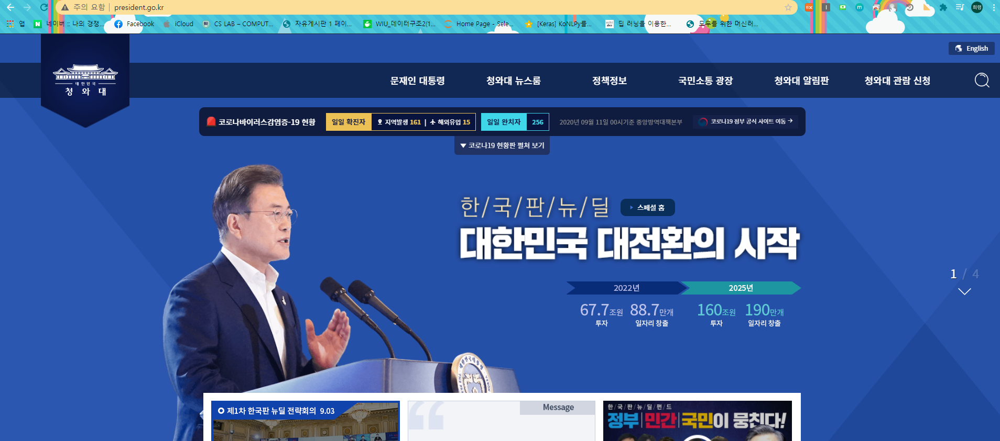 주의 요함 | president.go.kr
앱
네이버 :: 나의 경쟁...
Facebook
iCloud
CS LAB – COMPUT...
자유게시판 1 페이...
WIU_데이터구조2(1...
Home Page - Sele...
[Keras] KoNLPy를...
딥 러닝을 이용한...
모두를 위한 머신러...
희령
English
대한민국
청와대
문재인 대통령
청와대 뉴스룸
정책정보
국민소통 광장
청와대 알림판
청와대 관람 신청
코로나바이러스감염증-19 현황
일일 확진자
지역발생 161 | 해외유입 15
일일 완치자 256
2020년 09월 11일 00시기준 중앙방역대책본부
코로나19 정부 공식 사이트 이동 →
▼ 코로나19 현황판 펼쳐 보기
한/국/판/뉴/딜
스페셜 홈
대한민국 대전환의 시작
1 / 4
2022년 2025년
67.7조원 88.7만개 160조원 190만개
투자 일자리 창출 투자 일자리 창출
제1차 한국판 뉴딜 전략회의 9.03
Message
한/국/판/뉴/딜/펀/드
정부|민간|국민이 뭉친다!